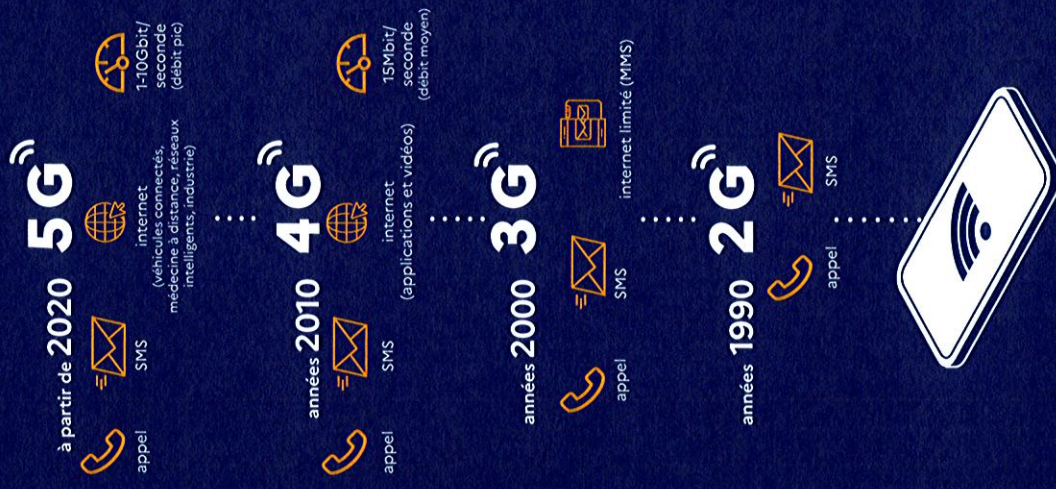 à partir de 2020 5G
appel
SMS
internet
(véhicules connectés,
médecine à distance, réseaux
intelligents, industrie)
1-10Gbit/
seconde
(débit pic)
années 2010 4G
appel
SMS
internet
(applications et vidéos)
15Mbit/
seconde
(débit moyen)
années 2000 3G
appel
SMS
internet limité (MMS)
années 1990 2G
appel
SMS